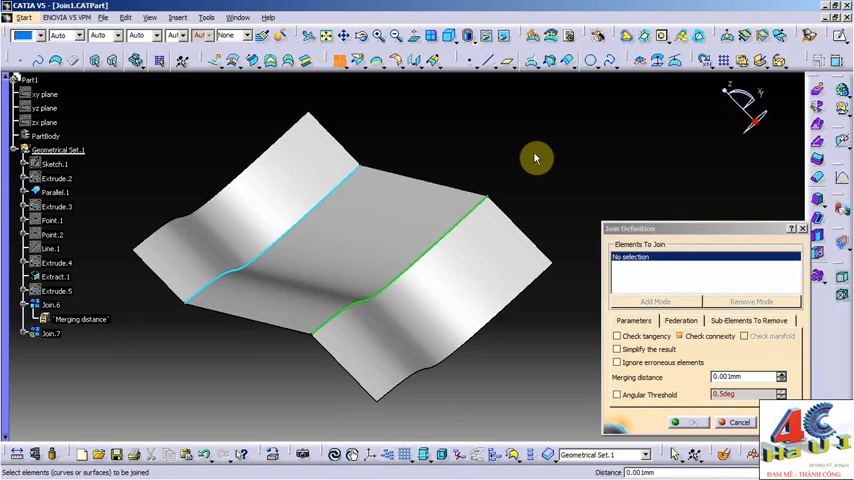 CATIA V5 - [Join1.CATPart]
Start ENOVIA V5 VPM File Edit View Insert Tools Window Help
Auto Auto Auto Aut Aut None
Part1
xy plane
yz plane
zx plane
PartBody
Geometrical Set.1
Sketch.1
Extrude.2
Parallel.1
Extrude.3
Point.1
Point.2
Line.1
Extrude.4
Extract.1
Extrude.5
Join.6
`Merging distance`
Join.7
z
x
y
Join Definition
Elements To Join
No selection
Add Mode Remove Mode
Parameters Federation Sub-Elements To Remove
Check tangency Check connexity Check manifold
Simplify the result
Ignore erroneous elements
Merging distance 0.001mm
Angular Threshold 0.5deg
OK Cancel
4C
HaUI
ĐAM MÊ - THÀNH CÔNG
Geometrical Set.1
Select elements (curves or surfaces) to be joined
Distance 0.001mm